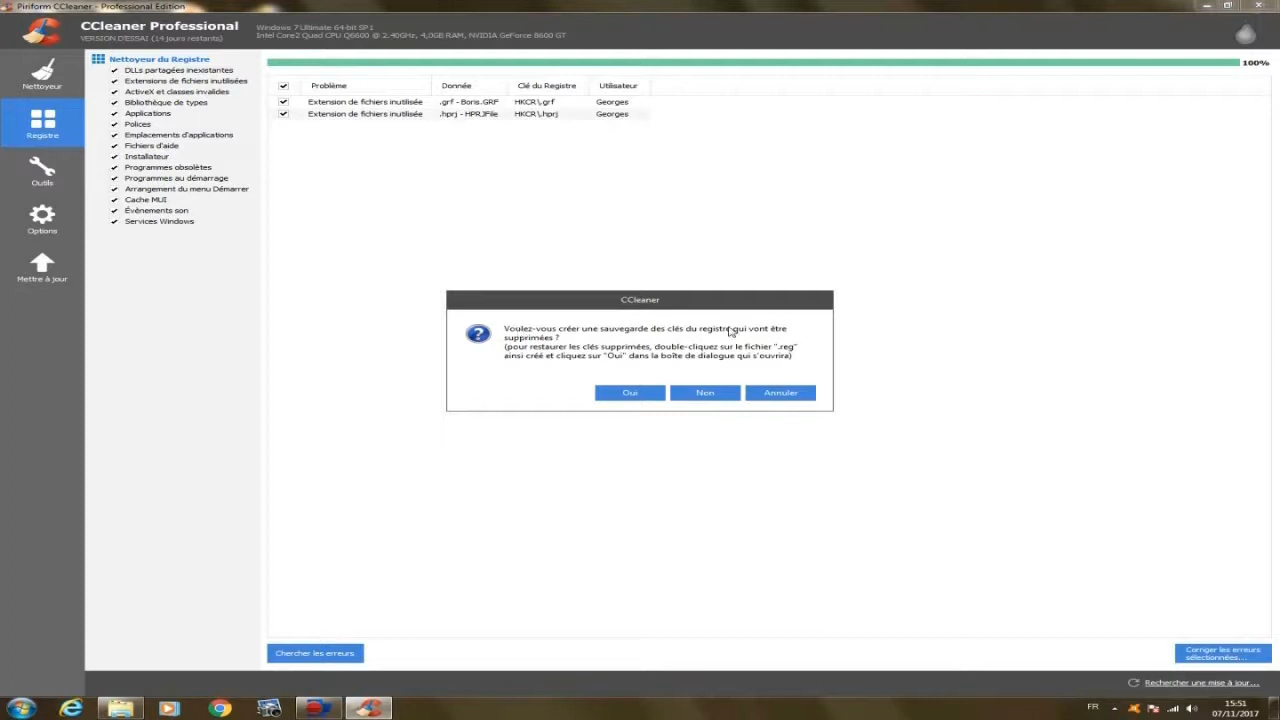 Piriform CCleaner - Professional Edition
CCleaner Professional
VERSION D'ESSAI (14 jours restants)
Windows 7 Ultimate 64-bit SP1
Intel Core2 Quad CPU Q6600 @ 2.40GHz, 4,0GB RAM, NVIDIA GeForce 8600 GT
Nettoyeur
Registre
Outils
Options
Mettre à jour
Nettoyeur du Registre
DLLs partagées inexistantes
Extensions de fichiers inutilisées
ActiveX et classes invalides
Bibliothèque de types
Applications
Polices
Emplacements d'applications
Fichiers d'aide
Installateur
Programmes obsolètes
Programmes au démarrage
Arrangement du menu Démarrer
Cache MUI
Évènements son
Services Windows
100%
Problème Donnée Clé du Registre Utilisateur
Extension de fichiers inutilisée .grf - Boris.GRF HKCR\.grf Georges
Extension de fichiers inutilisée .hprj - HPRJFile HKCR\.hprj Georges
CCleaner
Voulez-vous créer une sauvegarde des clés du registre qui vont être
supprimées ?
(pour restaurer les clés supprimées, double-cliquez sur le fichier ".reg"
ainsi créé et cliquez sur "Oui" dans la boîte de dialogue qui s'ouvrira)
Oui Non Annuler
Chercher les erreurs
Corriger les erreurs
sélectionnées...
Rechercher une mise à jour...
FR
15:51
07/11/2017